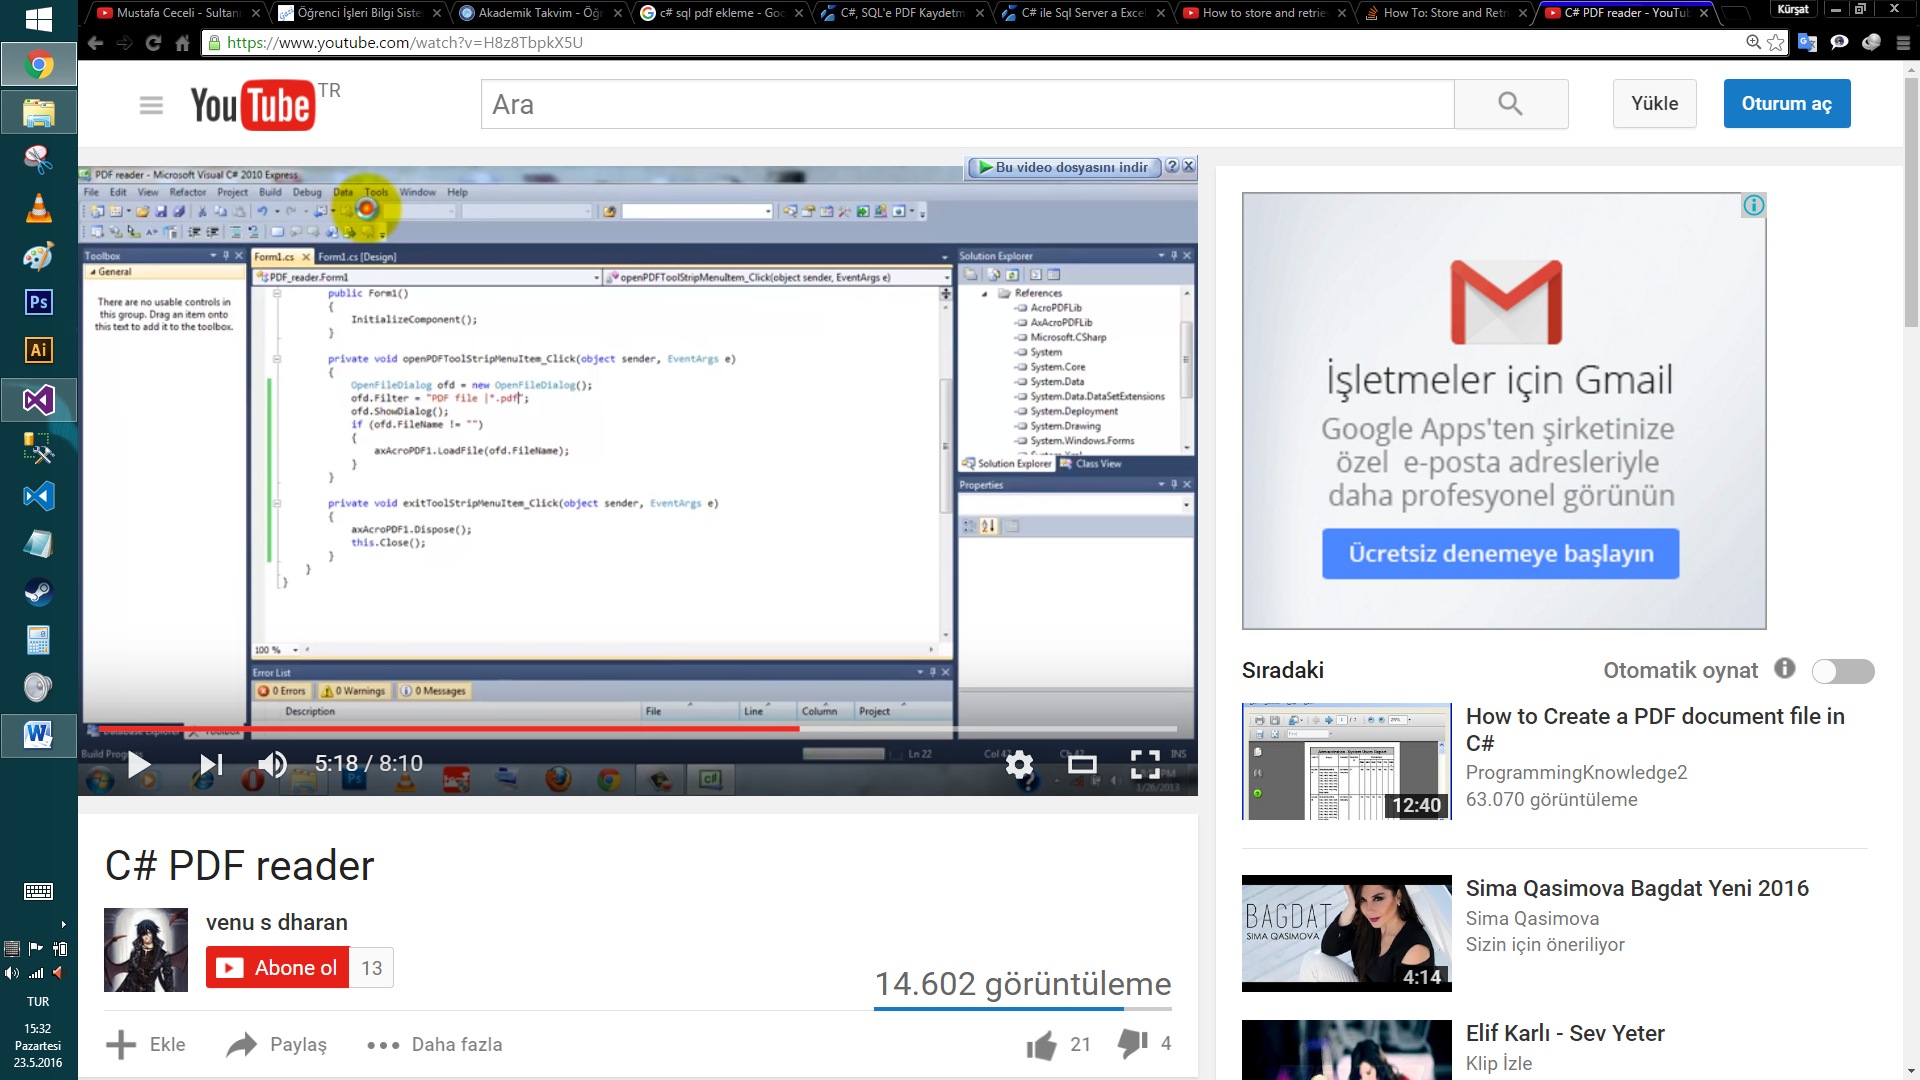 Mustafa Ceceli - Sultanı
Öğrenci İşleri Bilgi Siste
Akademik Takvim - Öğr
c# sql pdf ekleme - Goo
C#, SQL'e PDF Kaydetm
C# ile Sql Server a Exce
How to store and retrie
How To: Store and Retri
C# PDF reader - YouTub
Kürşat
https://www.youtube.com/watch?v=H8z8TbpkX5U
YouTube TR
Ara
Yükle
Oturum aç
PDF reader - Microsoft Visual C# 2010 Express
Bu video dosyasını indir
File Edit View Refactor Project Build Debug Data Tools Window Help
Toolbox
General
There are no usable controls in
this group. Drag an item onto
this text to add it to the toolbox.
Form1.cs
Form1.cs [Design]
PDF_reader.Form1
openPDFToolStripMenuItem_Click(object sender, EventArgs e)
public Form1()
{
InitializeComponent();
}
private void openPDFToolStripMenuItem_Click(object sender, EventArgs e)
{
OpenFileDialog ofd = new OpenFileDialog();
ofd.Filter = "PDF file |*.pdf";
ofd.ShowDialog();
if (ofd.FileName != "")
{
axAcroPDF1.LoadFile(ofd.FileName);
}
}
private void exitToolStripMenuItem_Click(object sender, EventArgs e)
{
axAcroPDF1.Dispose();
this.Close();
}
}
}
100 %
Solution Explorer
References
AcroPDFLib
AxAcroPDFLib
Microsoft.CSharp
System
System.Core
System.Data
System.Data.DataSetExtensions
System.Deployment
System.Drawing
System.Windows.Forms
Solution Explorer
Class View
Properties
Error List
0 Errors
0 Warnings
0 Messages
Description
File
Line
Column
Project
Database Explorer
Toolbox
Ln 22
INS
5:18 / 8:10
1/26/2013
C# PDF reader
venu s dharan
Abone ol
13
14.602 görüntüleme
Ekle
Paylaş
Daha fazla
21
4
İşletmeler için Gmail
Google Apps'ten şirketinize
özel e-posta adresleriyle
daha profesyonel görünün
Ücretsiz denemeye başlayın
Sıradaki
Otomatik oynat
How to Create a PDF document file in
C#
ProgrammingKnowledge2
63.070 görüntüleme
12:40
BAGDAT
SIMA QASIMOVA
4:14
Sima Qasimova Bagdat Yeni 2016
Sima Qasimova
Sizin için öneriliyor
Elif Karlı - Sev Yeter
Klip İzle
Ps
Ai
TUR
15:32
Pazartesi
23.5.2016